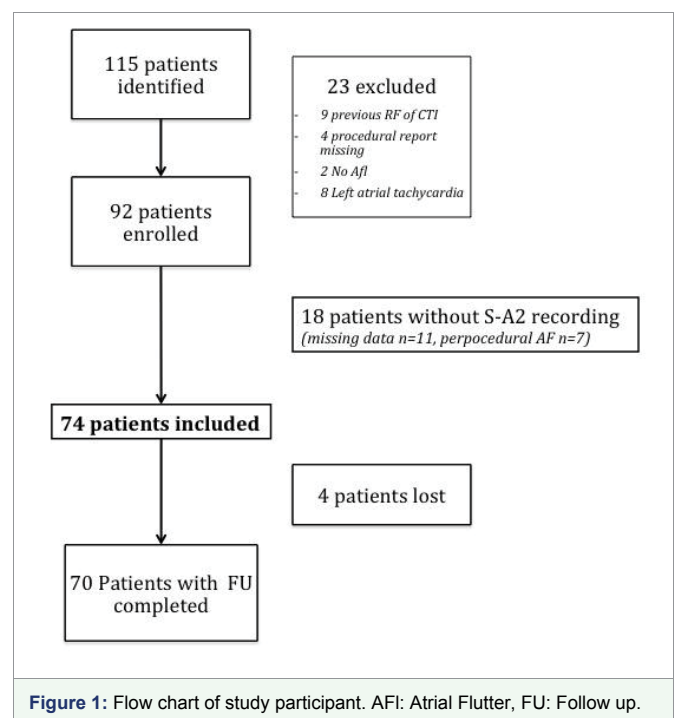 115 patients
identified
23 excluded
- 9 previous RF of CTI
- 4 procedural report
missing
- 2 No Afl
- 8 Left atrial tachycardia
92 patients
enrolled
18 patients without S-A2 recording
(missing data n=11, perpocedural AF n=7)
74 patients included
4 patients lost
70 Patients with FU
completed
Figure 1: Flow chart of study participant. AFl: Atrial Flutter, FU: Follow up.